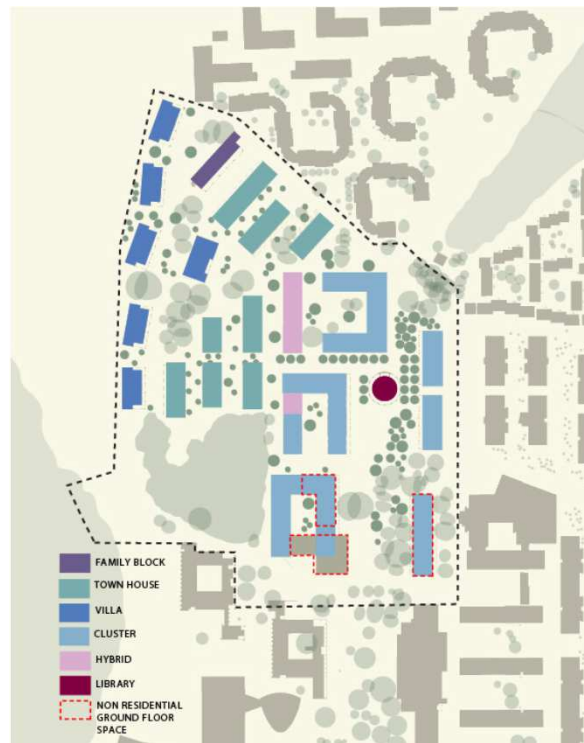 FAMILY BLOCK
TOWN HOUSE
VILLA
CLUSTER
HYBRID
LIBRARY
NON RESIDENTIAL
GROUND FLOOR
SPACE